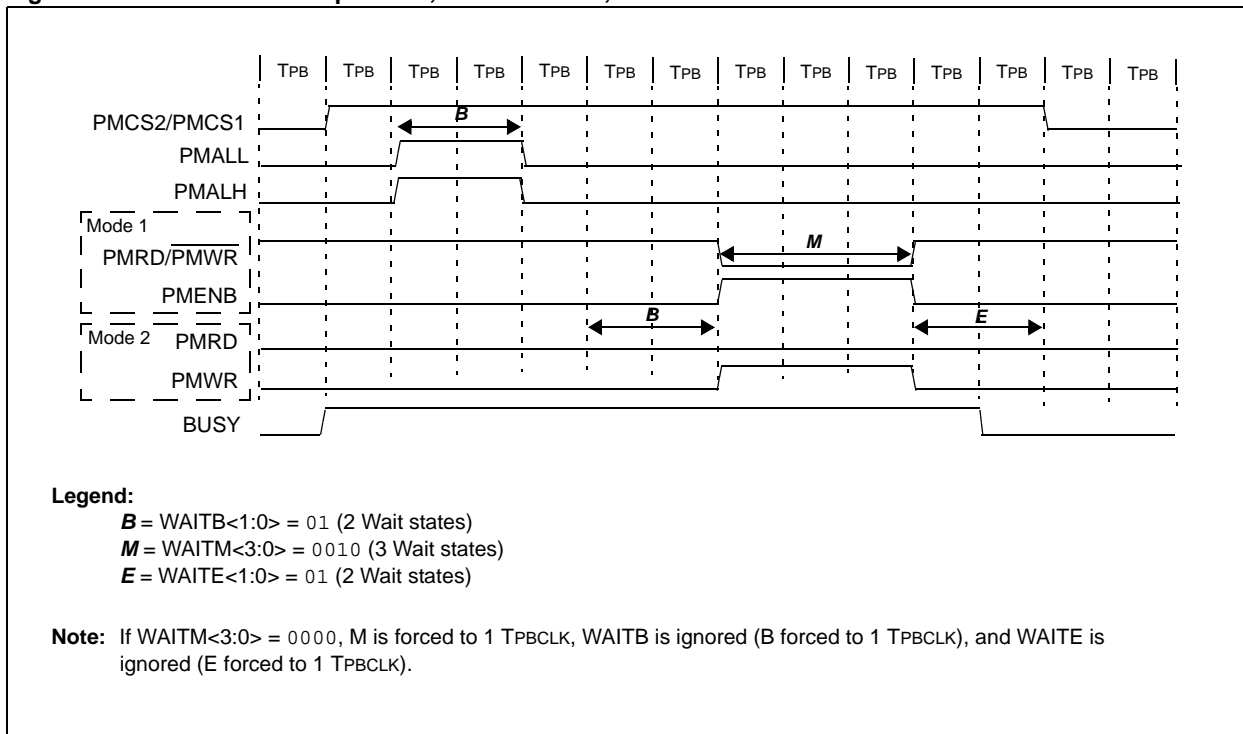 TPB TPB TPB TPB TPB TPB TPB TPB TPB TPB TPB TPB TPB TPB
PMCS2/PMCS1
B
PMALL
PMALH
Mode 1
PMRD/PMWR
M
PMENB
B
E
Mode 2
PMRD
PMWR
BUSY
Legend:
B = WAITB<1:0> = 01 (2 Wait states)
M = WAITM<3:0> = 0010 (3 Wait states)
E = WAITE<1:0> = 01 (2 Wait states)
Note: If WAITM<3:0> = 0000, M is forced to 1 TPBCLK, WAITB is ignored (B forced to 1 TPBCLK), and WAITE is
ignored (E forced to 1 TPBCLK).